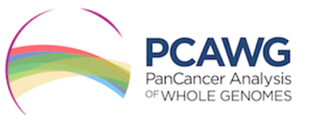 PCAWG
PanCancer Analysis
OF WHOLE GENOMES